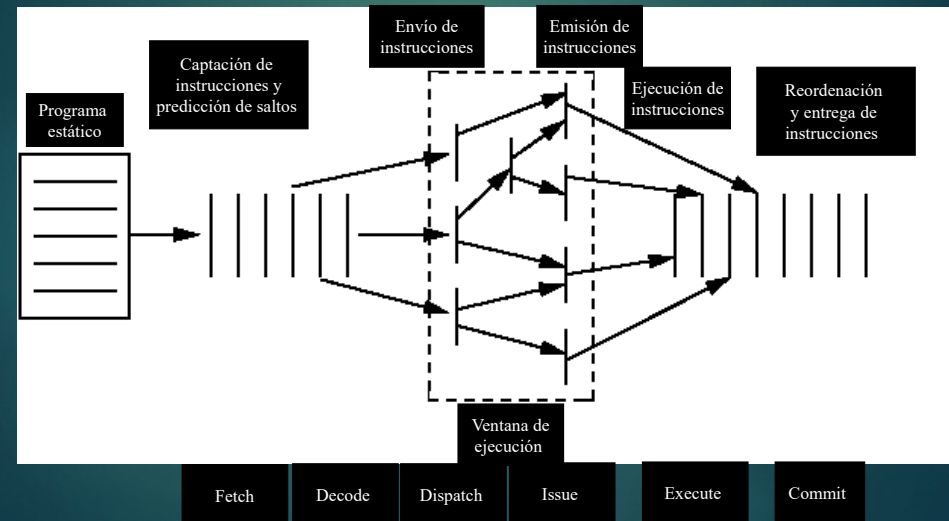 Envío de
instrucciones
Emisión de
instrucciones
Captación de
instrucciones y
predicción de saltos
Ejecución de
instrucciones
Reordenación
y entrega de
instrucciones
Programa
estático
Ventana de
ejecución
Fetch
Decode
Dispatch
Issue
Execute
Commit